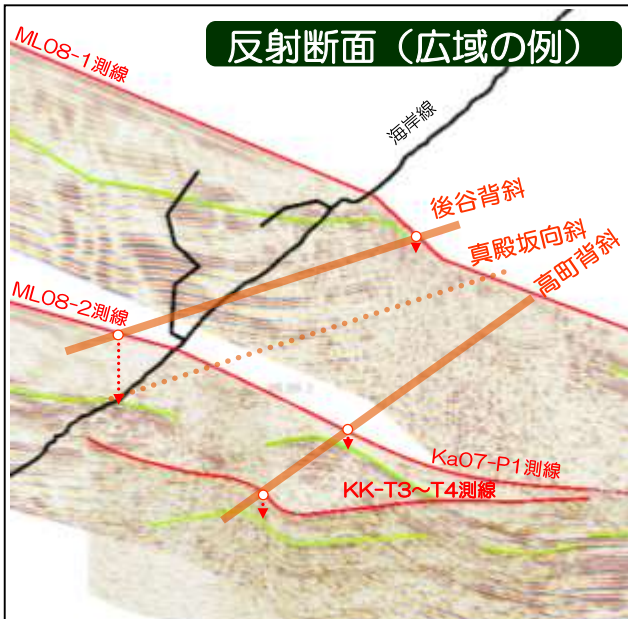 反射断面（広域の例）
ML08-1測線
海岸線
後谷背斜
真殿坂向斜
高町背斜
ML08-2測線
Ka07-P1測線
KK-T3～T4測線